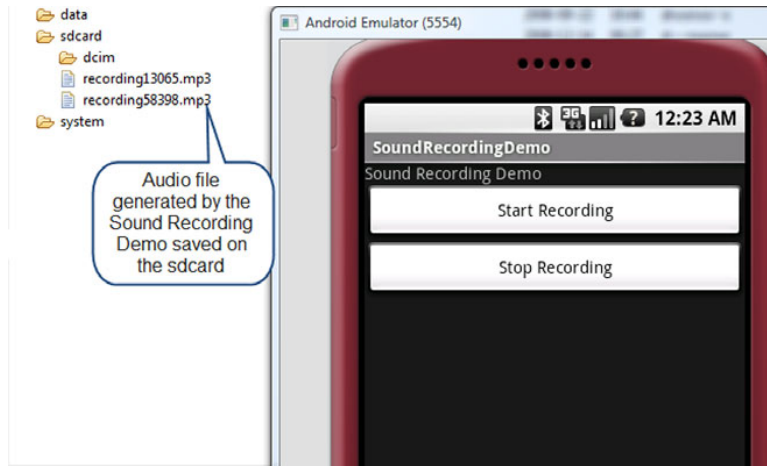 data
sdcard
dcim
recording13065.mp3
recording58398.mp3
system
Audio file
generated by the
Sound Recording
Demo saved on
the sdcard
Android Emulator (5554)
3G
12:23 AM
SoundRecordingDemo
Sound Recording Demo
Start Recording
Stop Recording